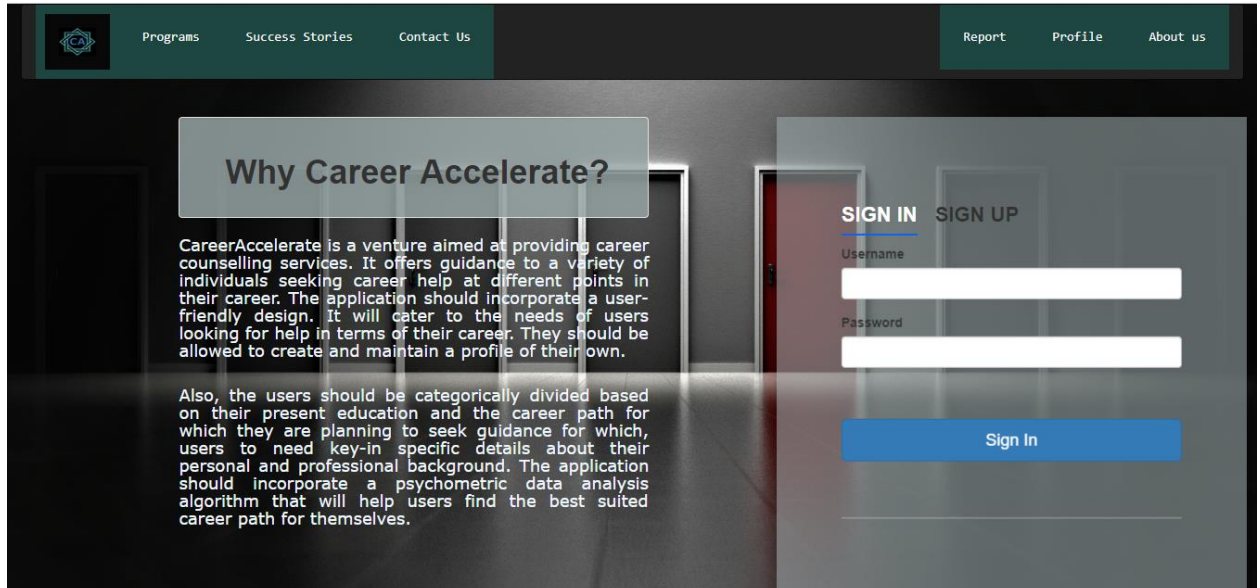 CA
Programs
Success Stories
Contact Us
Report
Profile
About us
Why Career Accelerate?
CareerAccelerate is a venture aimed at providing career
counselling services. It offers guidance to a variety of
individuals seeking career help at different points in
their career. The application should incorporate a user-
friendly design. It will cater to the needs of users
looking for help in terms of their career. They should be
allowed to create and maintain a profile of their own.
Also, the users should be categorically divided based
on their present education and the career path for
which they are planning to seek guidance for which,
users to need key-in specific details about their
personal and professional background. The application
should incorporate a psychometric data analysis
algorithm that will help users find the best suited
career path for themselves.
SIGN IN SIGN UP
Username
Password
Sign In